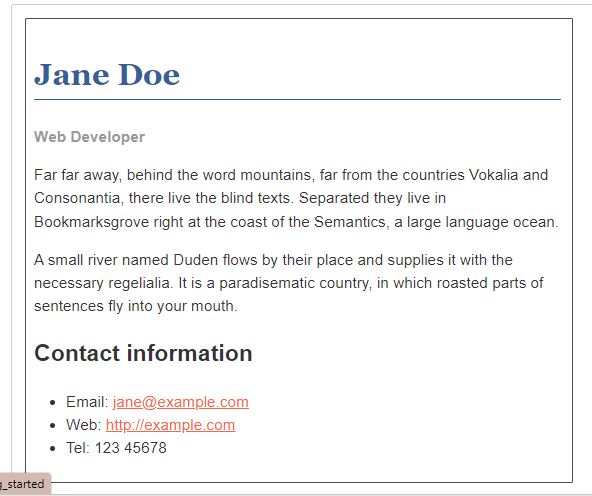 Jane Doe
Web Developer
Far far away, behind the word mountains, far from the countries Vokalia and
Consonantia, there live the blind texts. Separated they live in
Bookmarksgrove right at the coast of the Semantics, a large language ocean.
A small river named Duden flows by their place and supplies it with the
necessary regelialia. It is a paradisematic country, in which roasted parts of
sentences fly into your mouth.
Contact information
Email: jane@example.com
Web: http://example.com
Tel: 123 45678
g_started